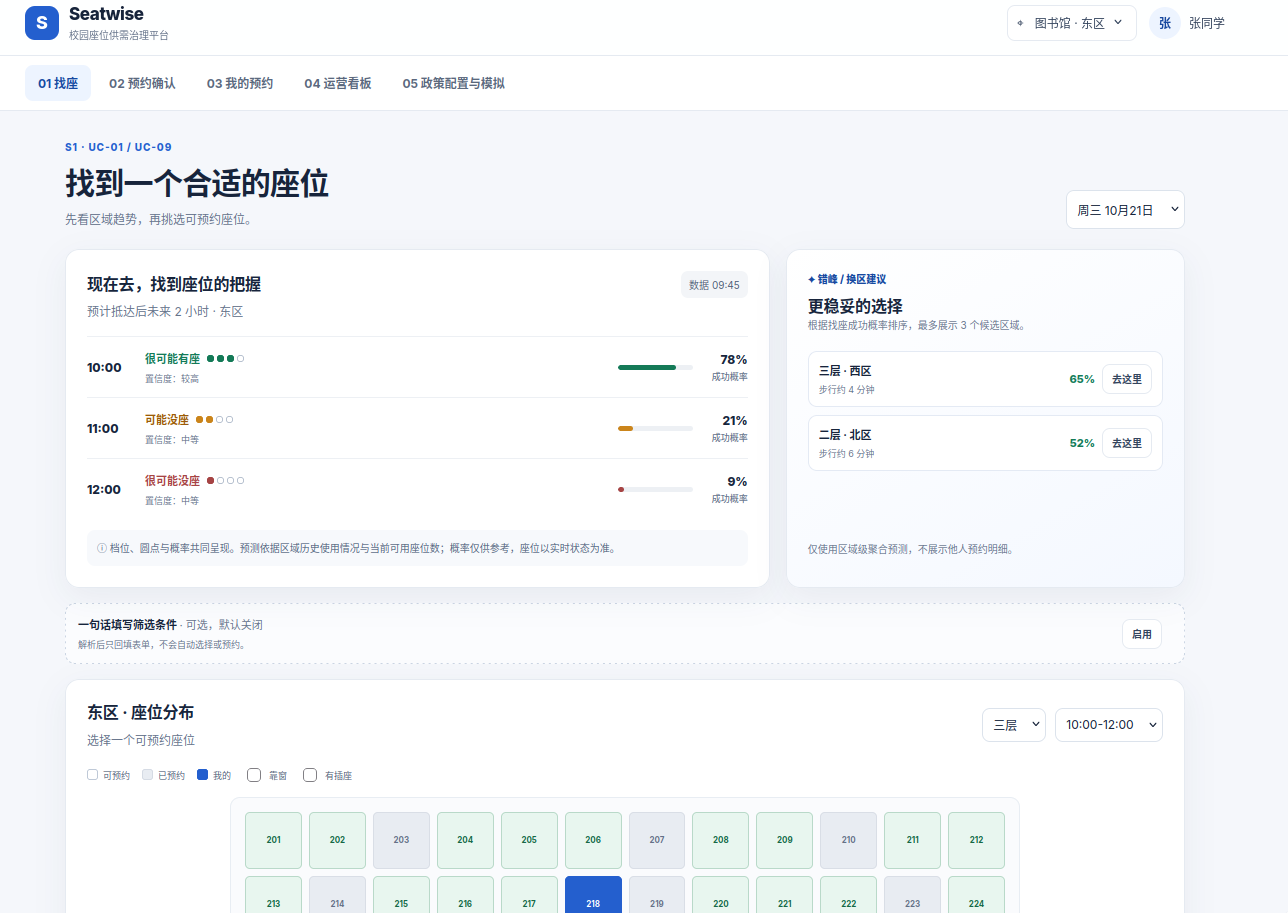 S
Seatwise
校园座位供需治理平台
图书馆 · 东区
张
张同学
01 找座
02 预约确认
03 我的预约
04 运营看板
05 政策配置与模拟
S1 · UC-01 / UC-09
找到一个合适的座位
先看区域趋势，再挑选可预约座位。
周三 10月21日
现在去，找到座位的把握
数据 09:45
预计抵达后未来 2 小时 · 东区
10:00
很可能有座
置信度：较高
78%
成功概率
11:00
可能没座
置信度：中等
21%
成功概率
12:00
很可能没座
置信度：中等
9%
成功概率
ⓘ 档位、圆点与概率共同呈现。预测依据区域历史使用情况与当前可用座位数；概率仅供参考，座位以实时状态为准。
✦ 错峰 / 换区建议
更稳妥的选择
根据找座成功概率排序，最多展示 3 个候选区域。
三层 · 西区
步行约 4 分钟
65%
去这里
二层 · 北区
步行约 6 分钟
52%
去这里
仅使用区域级聚合预测，不展示他人预约明细。
一句话填写筛选条件 · 可选，默认关闭
解析后只回填表单，不会自动选择或预约。
启用
东区 · 座位分布
选择一个可预约座位
三层
10:00-12:00
可预约 已预约 我的 靠窗 有插座
201 202 203 204 205 206 207 208 209 210 211 212
213 214 215 216 217 218 219 220 221 222 223 224